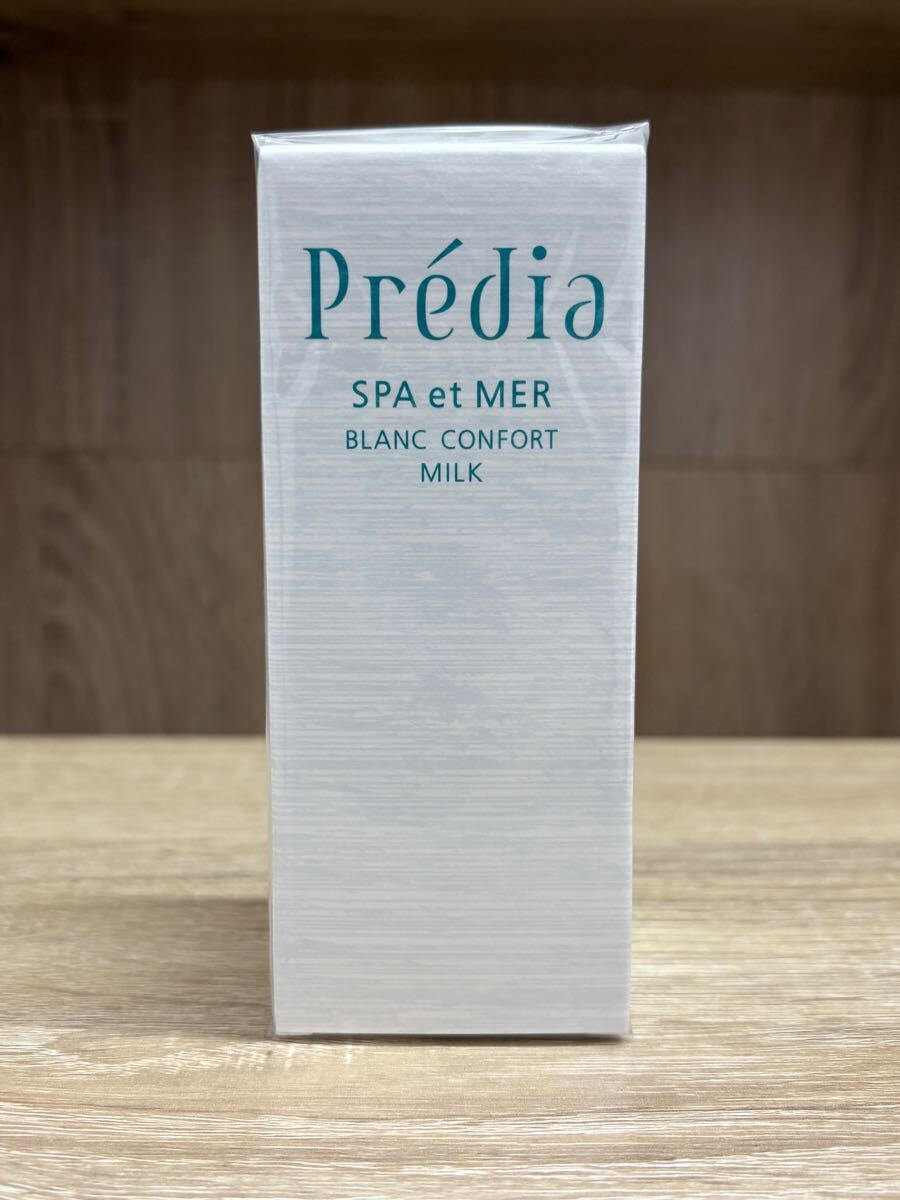 Prédia
SPA et MER
BLANC CONFORT
MILK